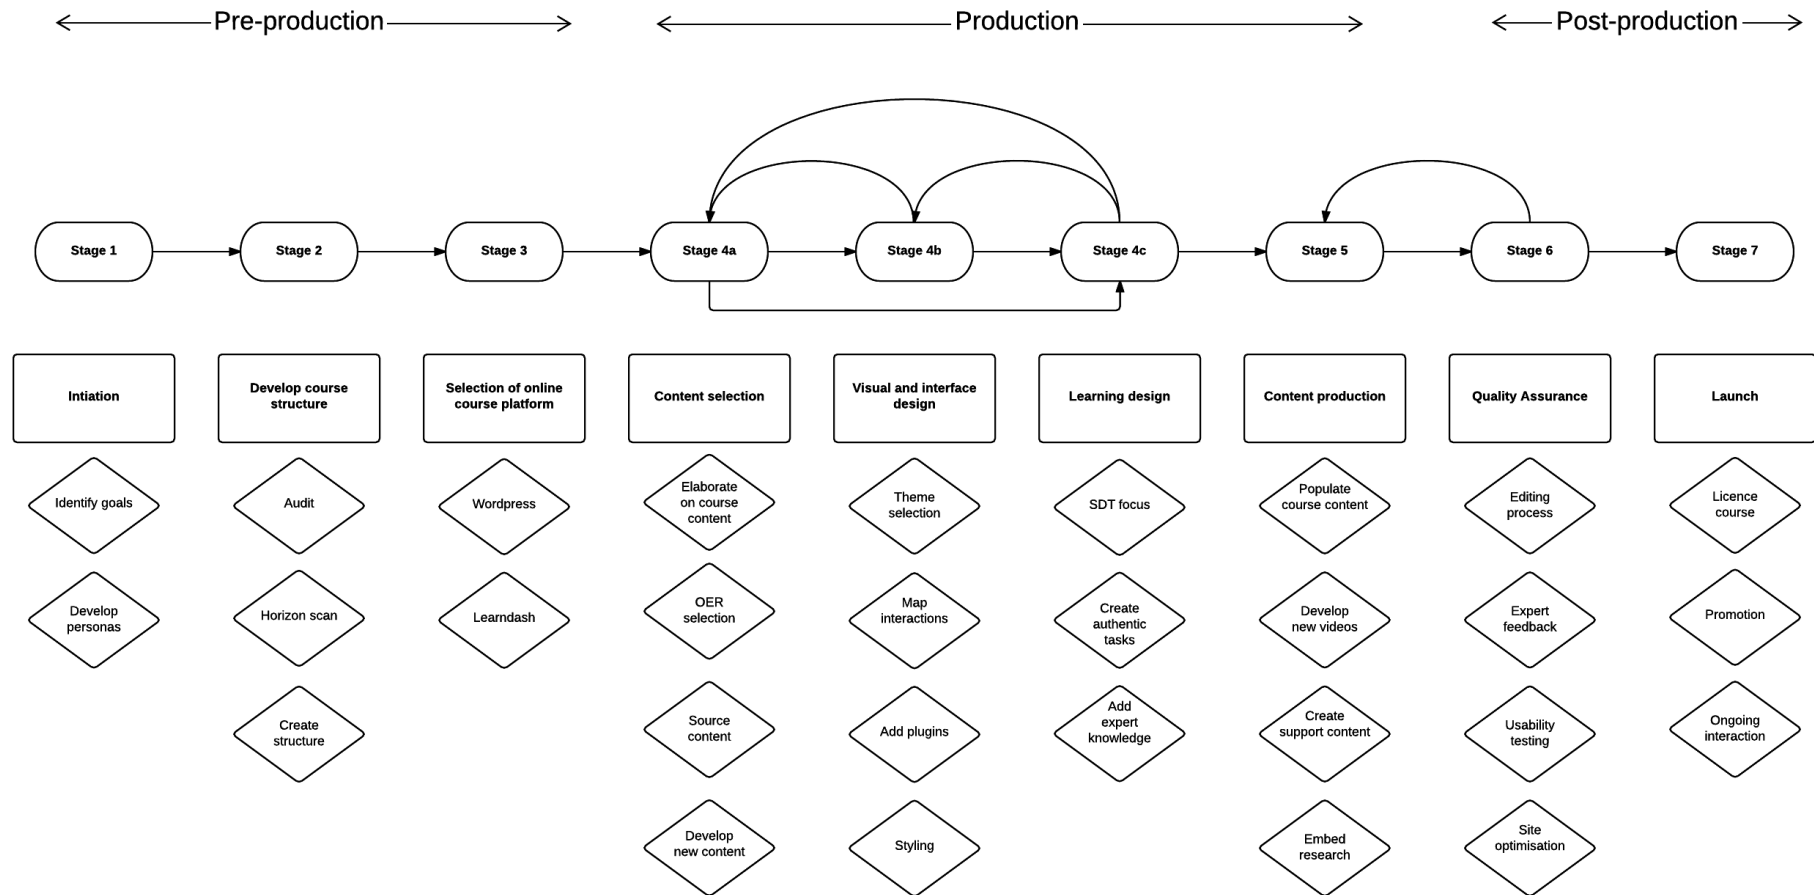 Pre-production
Production
Post-production
Stage 1
Stage 2
Stage 3
Stage 4a
Stage 4b
Stage 4c
Stage 5
Stage 6
Stage 7
Intiation
Develop course
structure
Selection of online
course platform
Content selection
Visual and interface
design
Learning design
Content production
Quality Assurance
Launch
Identify goals
Audit
Wordpress
Elaborate
on course
content
Theme
selection
SDT focus
Populate
course content
Editing
process
Licence
course
Develop
personas
Horizon scan
Learndash
OER
selection
Map
interactions
Create
authentic
tasks
Develop
new videos
Expert
feedback
Promotion
Create
structure
Source
content
Add plugins
Add
expert
knowledge
Create
support content
Usability
testing
Ongoing
interaction
Develop
new content
Styling
Embed
research
Site
optimisation